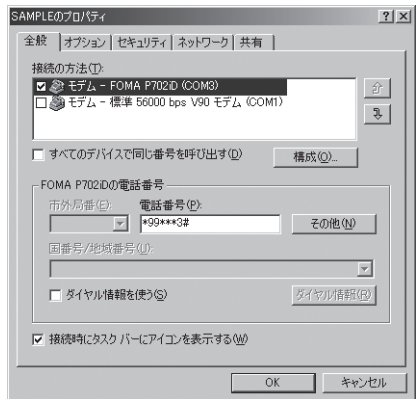 SAMPLEのプロパティ
全般 オプション セキュリティ ネットワーク 共有
接続の方法(T):
モデム - FOMA P702iD (COM3)
モデム - 標準 56000 bps V90 モデム (COM1)
すべてのデバイスで同じ番号を呼び出す(D)
構成(O)...
FOMA P702iDの電話番号
市外局番(E): 電話番号(P):
*99***3# その他(N)
国番号/地域番号(U):
ダイヤル情報を使う(S) ダイヤル情報(R)
接続時にタスク バーにアイコンを表示する(W)
OK キャンセル